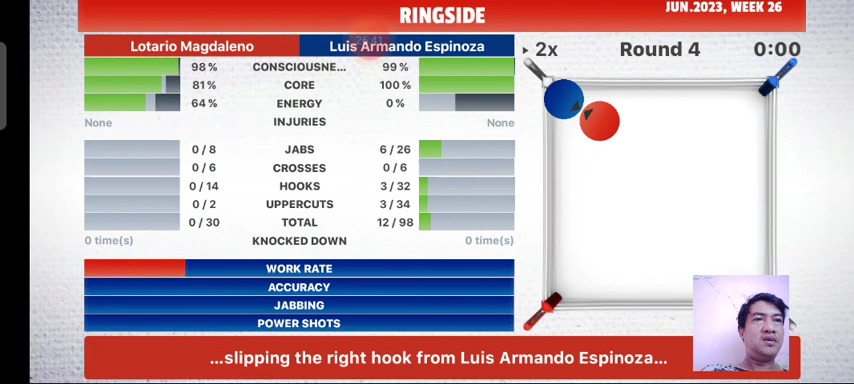 RINGSIDE
JUN.2023, WEEK 26
Lotario Magdaleno Luis Armando Espinoza
2x Round 4 0:00
98% CONSCIOUSNE... 99%
81% CORE 100%
64% ENERGY 0%
None INJURIES None
0 / 8 JABS 6 / 26
0 / 6 CROSSES 0 / 6
0 / 14 HOOKS 3 / 32
0 / 2 UPPERCUTS 3 / 34
0 / 30 TOTAL 12 / 98
0 time(s) KNOCKED DOWN 0 time(s)
WORK RATE
ACCURACY
JABBING
POWER SHOTS
...slipping the right hook from Luis Armando Espinoza...